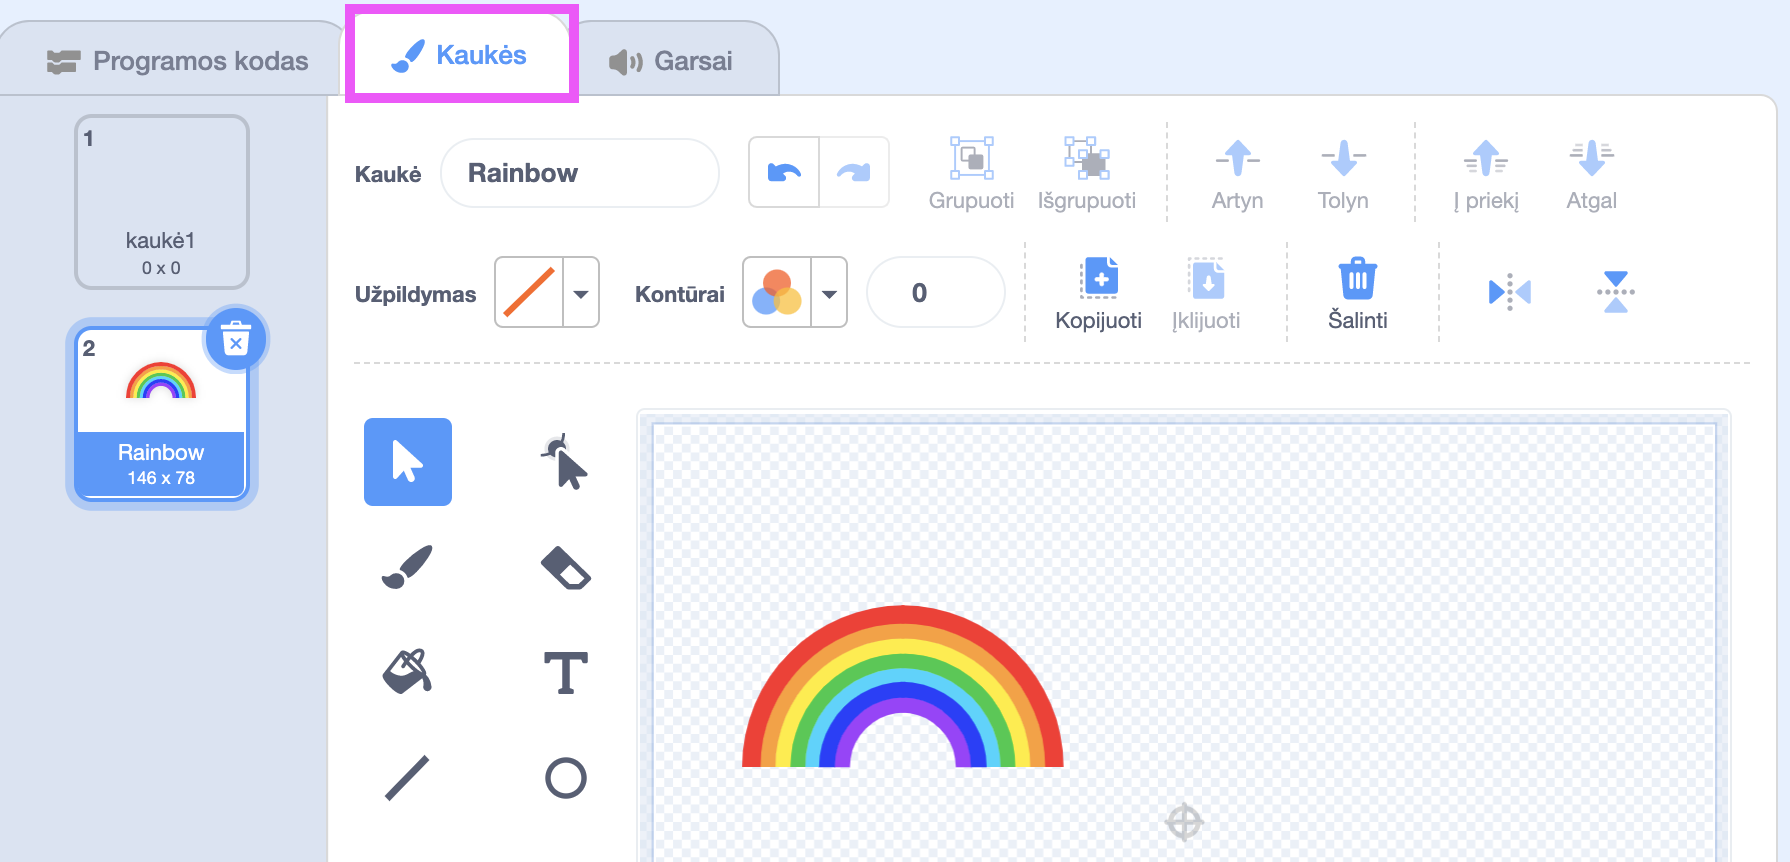 Programos kodas
Kaukės
Garsai
1
kaukė1
0 x 0
2
Rainbow
146 x 78
Kaukė
Rainbow
Grupuoti
Išgrupuoti
Artyn
Tolyn
Į priekį
Atgal
Užpildymas
Kontūrai
0
Kopijuoti
Įklijuoti
Šalinti